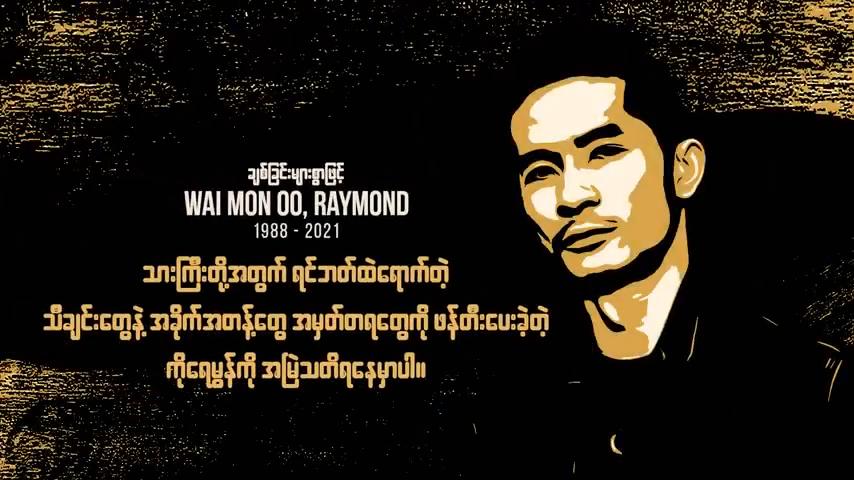 ချစ်ခြင်းများစွာဖြင့်
WAI MON OO, RAYMOND
1988 - 2021
သားကြီးတို့အတွက် ရင်ဘတ်ထဲရောက်တဲ့
သီချင်းတွေနဲ့ အခိုက်အတန့်တွေ အမှတ်တရတွေကို ဖန်တီးပေးခဲ့တဲ့
ကိုရေမွန်ကို အမြဲသတိရနေမှာပါ။